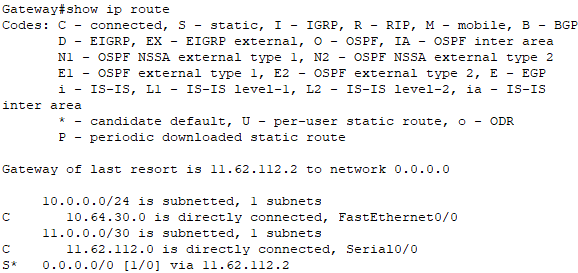 Gateway#show ip route
Codes: C - connected, S - static, I - IGRP, R - RIP, M - mobile, B - BGP
       D - EIGRP, EX - EIGRP external, O - OSPF, IA - OSPF inter area
       N1 - OSPF NSSA external type 1, N2 - OSPF NSSA external type 2
       E1 - OSPF external type 1, E2 - OSPF external type 2, E - EGP
       i - IS-IS, L1 - IS-IS level-1, L2 - IS-IS level-2, ia - IS-IS
inter area
       * - candidate default, U - per-user static route, o - ODR
       P - periodic downloaded static route
Gateway of last resort is 11.62.112.2 to network 0.0.0.0
     10.0.0.0/24 is subnetted, 1 subnets
C       10.64.30.0 is directly connected, FastEthernet0/0
     11.0.0.0/30 is subnetted, 1 subnets
C       11.62.112.0 is directly connected, Serial0/0
S*   0.0.0.0/0 [1/0] via 11.62.112.2